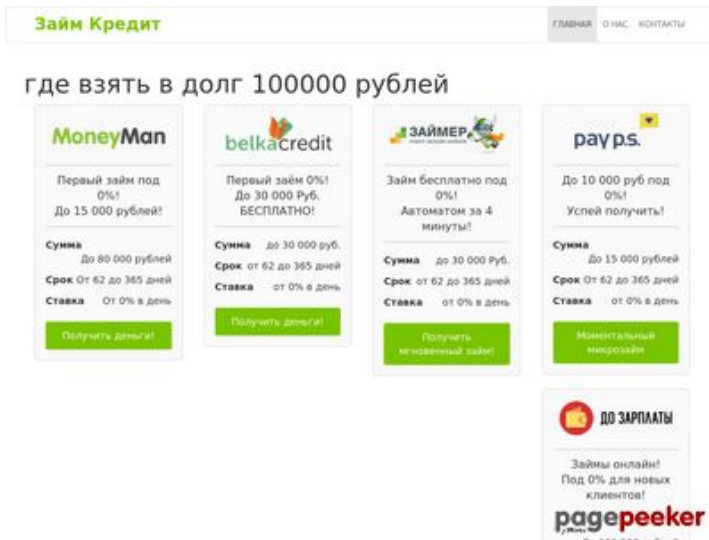 Займ Кредит
ГЛАВНАЯ О НАС КОНТАКТЫ
где взять в долг 100000 рублей
MoneyMan
Первый займ под
0%!
До 15 000 рублей!
Сумма
До 80 000 рублей
Срок От 62 до 365 дней
Ставка От 0% в день
Получить деньги!
belkacredit
Первый заём 0%!
До 30 000 Руб.
БЕСПЛАТНО!
Сумма до 30 000 руб.
Срок от 62 до 365 дней
Ставка от 0% в день
Получить деньги!
ЗАЙМЕР
Займ бесплатно под
0%!
Автоматом за 4
минуты!
Сумма до 30 000 Руб.
Срок от 62 до 365 дней
Ставка от 0% в день
Получить
мгновенный займ!
pay p.s.
До 10 000 руб под
0%!
Успей получить!
Сумма
До 15 000 рублей
Срок От 62 до 365 дней
Ставка от 0% в день
Моментальный
микрозайм
ДО ЗАРПЛАТЫ
Займы онлайн!
Под 0% для новых
клиентов!
pagepeeker